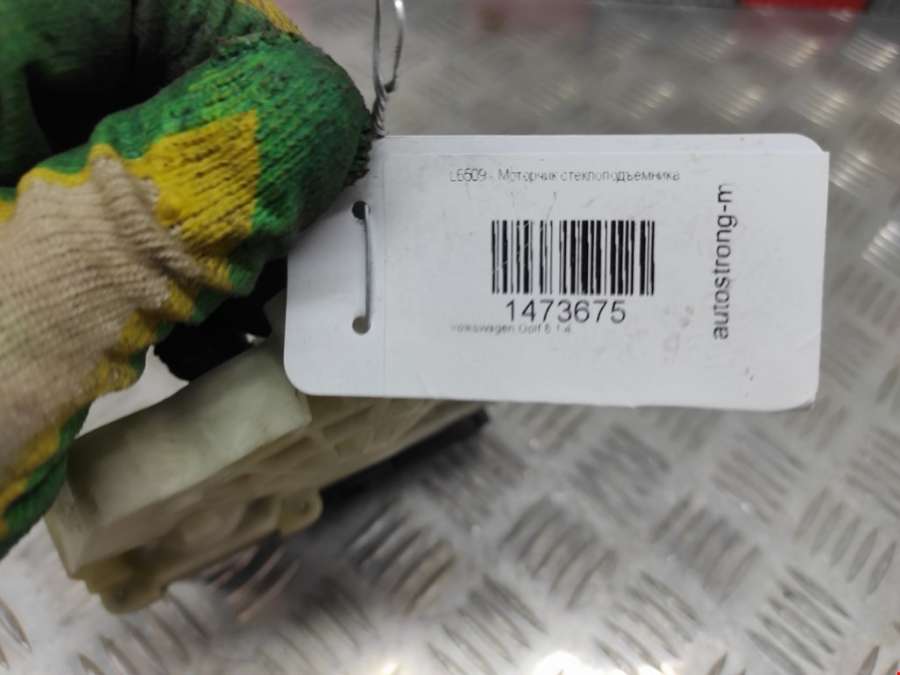 L6509 - Моторчик стеклоподъемника
1473675
Volkswagen Golf 6 1.4
autostrong-m